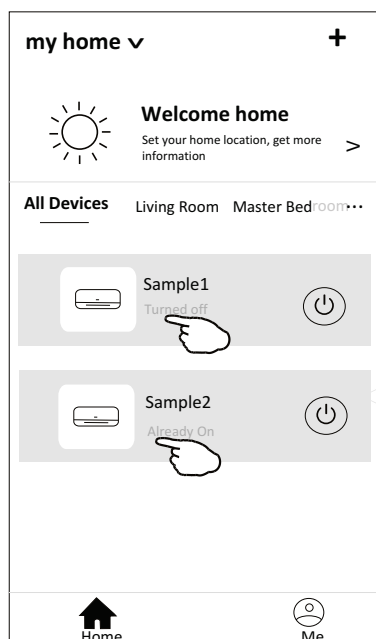 my home
Welcome home
Set your home location, get more
information
All Devices Living Room Master Bedroom...
Sample1
Turned off
Sample2
Already On
Home Me